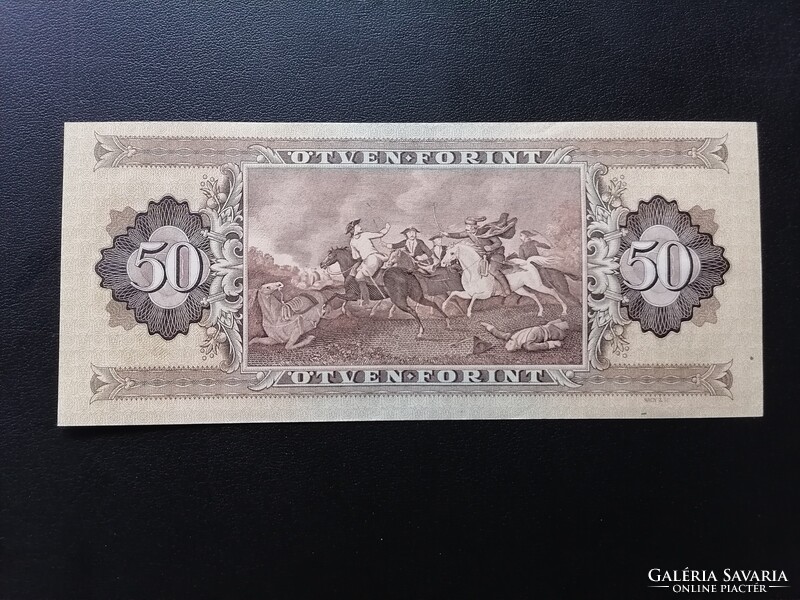 ÖTVEN·FORINT
50
50
ÖTVEN·FORINT
GALÉRIA SAVARIA
ONLINE PIACTÉR